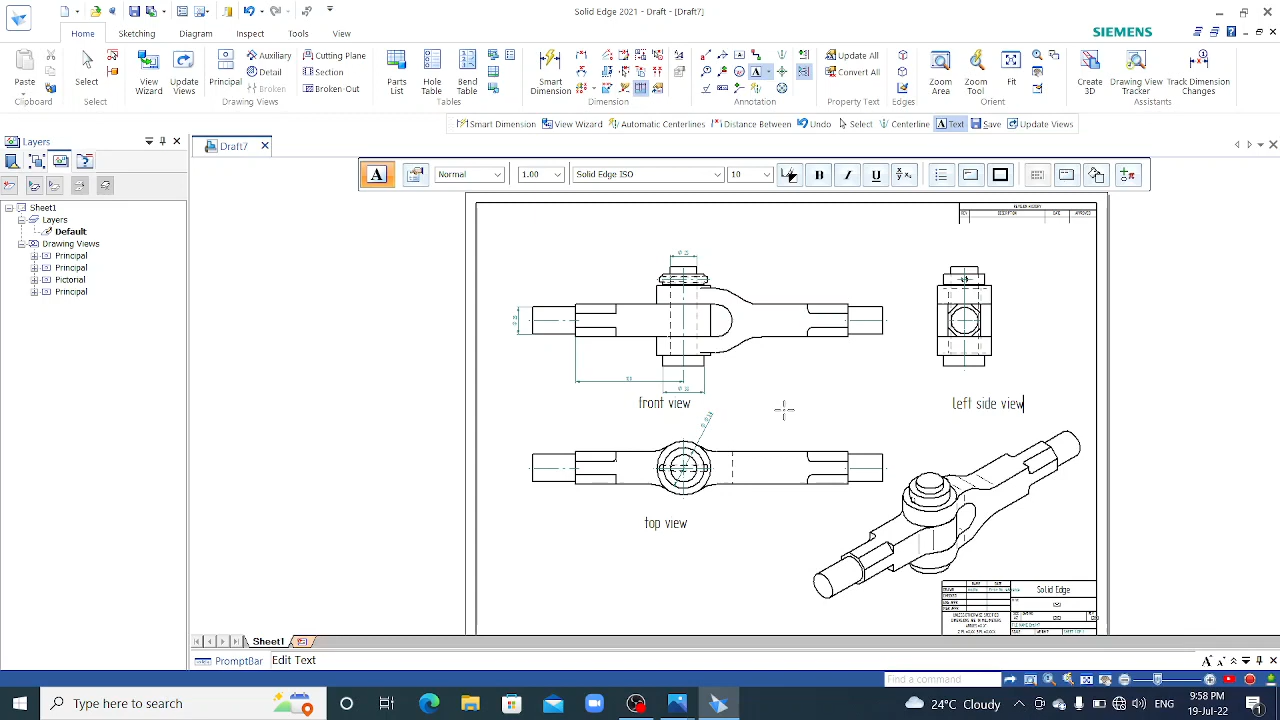 Solid Edge 2021 - Draft - [Draft7]
Home Sketching Diagram Inspect Tools View
SIEMENS
Paste
Select
View Wizard
Update Views
Principal
Auxiliary
Detail
Broken
Cutting Plane
Section
Broken-Out
Parts List
Hole Table
Bend Table
Smart Dimension
Update All
Convert All
Zoom Area
Zoom Tool
Fit
Create 3D
Drawing View Tracker
Track Dimension Changes
Clipboard Select Drawing Views Tables Dimension Annotation Property Text Edges Orient Assistants
Smart Dimension View Wizard Automatic Centerlines Distance Between Undo Select Centerline Text Save Update Views
Layers
Draft7
Normal 1.00 Solid Edge ISO 10 B I U
Sheet1
Layers
Default
Drawing Views
Principal
Principal
Pictorial
Principal
REVISION HISTORY
REV DESCRIPTION DATE APPROVED
front view
left side view
top view
Solid Edge
Sheet1
PromptBar Edit Text
Find a command
Type here to search
24°C Cloudy
ENG
9:58 PM
19-Jul-22